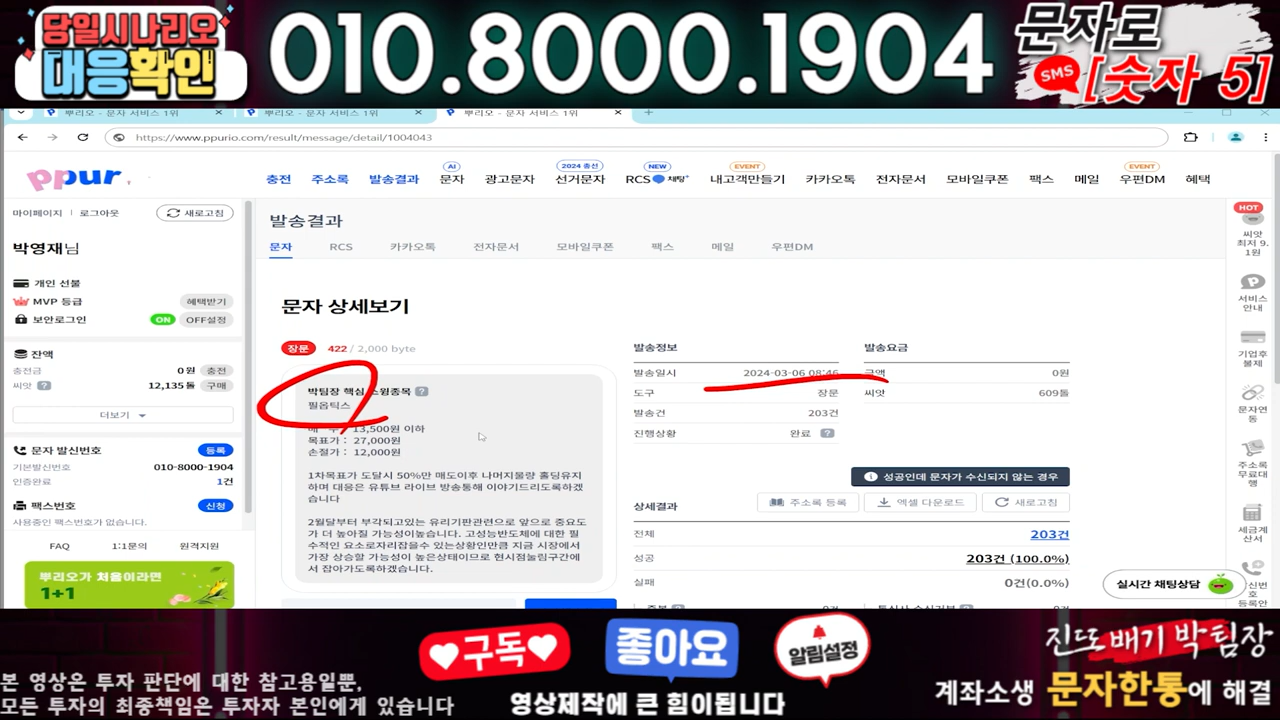 당일시나리오
대응확인
010.8000.1904
문자로
SMS
[숫자 5]
뿌리오 - 문자 서비스 1위
뿌리오 - 문자 서비스 1위
뿌리오 - 문자 서비스 1위
https://www.ppurio.com/result/message/detail/1004043
ppur
충전
주소록
발송결과
AI
문자
광고문자
2024 총선
선거문자
NEW
RCS 채팅+
EVENT
내고객만들기
카카오톡
전자문서
모바일쿠폰
팩스
메일
EVENT
우편DM
혜택
마이페이지 | 로그아웃
새로고침
박영재님
개인 선불
MVP 등급
혜택받기
보안로그인
ON
OFF설정
잔액
충전금
0원
충전
씨앗 ?
12,135톨
구매
더보기
문자 발신번호
등록
기본발신번호
010-8000-1904
인증완료
1건
팩스번호
신청
사용중인 팩스번호가 없습니다.
FAQ
1:1문의
원격지원
뿌리오가 처음이라면
1+1
발송결과
문자
RCS
카카오톡
전자문서
모바일쿠폰
팩스
메일
우편DM
문자 상세보기
장문
422 / 2,000 byte
박팀장 핵심 스윙종목 ?
필옵틱스
13,500원 이하
목표가 : 27,000원
손절가 : 12,000원
1차목표가 도달시 50%만 매도이후 나머지물량 홀딩유지
하며 대응은 유튜브 라이브 방송통해 이야기드리도록하겠
습니다
2월달부터 부각되고있는 유리기판관련으로 앞으로 중요도
가 더 높아질 가능성이높습니다. 고성능반도체에 대한 필
수적인 요소로자리잡을수 있는상황인만큼 지금 시장에서
가장 상승할 가능성이 높은상태이므로 현시점눌림구간에
서 잡아가도록하겠습니다.
발송정보
발송일시
2024-03-06 08:46
도구
장문
발송건
203건
진행상황
완료 ?
발송요금
금액
0원
씨앗
609톨
성공인데 문자가 수신되지 않는 경우
상세결과
주소록 등록
엑셀 다운로드
새로고침
전체
203건
성공
203건 (100.0%)
실패
0건(0.0%)
HOT
씨앗
최저 9.
1원
서비스
안내
기업후
불제
문자연
동
주소록
무료대
행
세금계
산서
실시간 채팅상담
본 영상은 투자 판단에 대한 참고용일뿐,
모든 투자의 최종책임은 투자자 본인에게 있습니다
구독
좋아요
알림설정
영상제작에 큰 힘이됩니다
진또배기 박팀장
계좌소생 문자한통에 해결